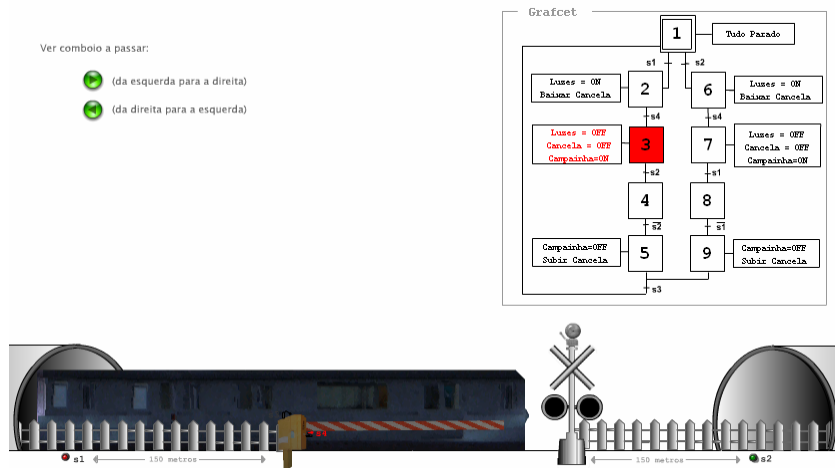 Grafcet
Ver comboio a passar:
(da esquerda para a direita)
(da direita para a esquerda)
1
Tudo Parado
s1
s2
Luzes = ON
Baixar Cancela
2
6
Luzes = ON
Baixar Cancela
s4
s4
Luzes = OFF
Cancela = OFF
Campainha=ON
3
7
Luzes = OFF
Cancela = OFF
Campainha=ON
s2
s1
4
8
s2
s1
Campainha=OFF
Subir Cancela
5
9
Campainha=OFF
Subir Cancela
s3
s4
s1
150 metros
150 metros
s2